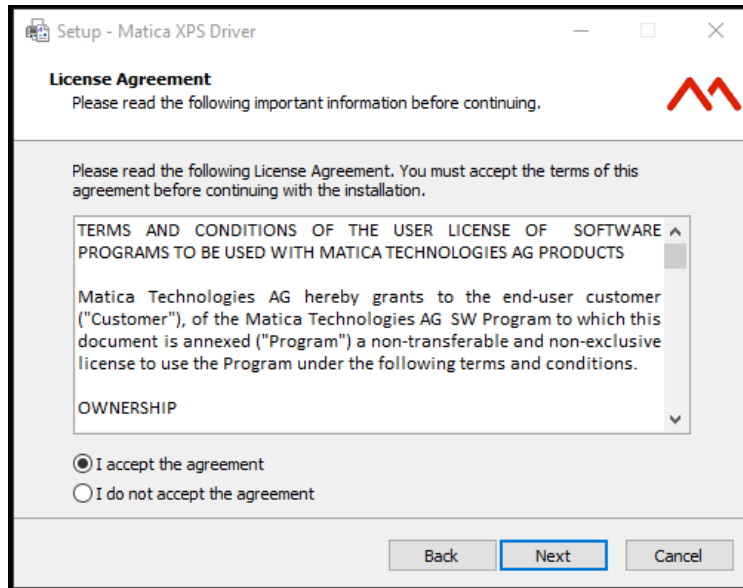 Setup - Matica XPS Driver
License Agreement
Please read the following important information before continuing.
Please read the following License Agreement. You must accept the terms of this
agreement before continuing with the installation.
TERMS AND CONDITIONS OF THE USER LICENSE OF SOFTWARE
PROGRAMS TO BE USED WITH MATICA TECHNOLOGIES AG PRODUCTS
Matica Technologies AG hereby grants to the end-user customer
("Customer"), of the Matica Technologies AG SW Program to which this
document is annexed ("Program") a non-transferable and non-exclusive
license to use the Program under the following terms and conditions.
OWNERSHIP
I accept the agreement
I do not accept the agreement
Back Next Cancel